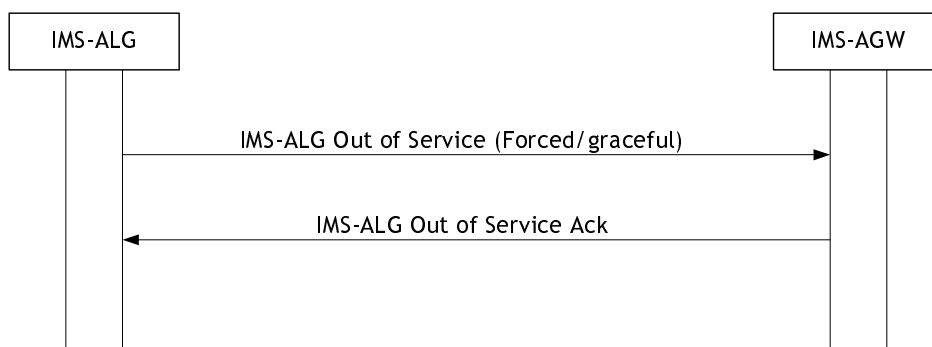 IMS-ALG
IMS-AGW
IMS-ALG Out of Service (Forced/graceful)
IMS-ALG Out of Service Ack